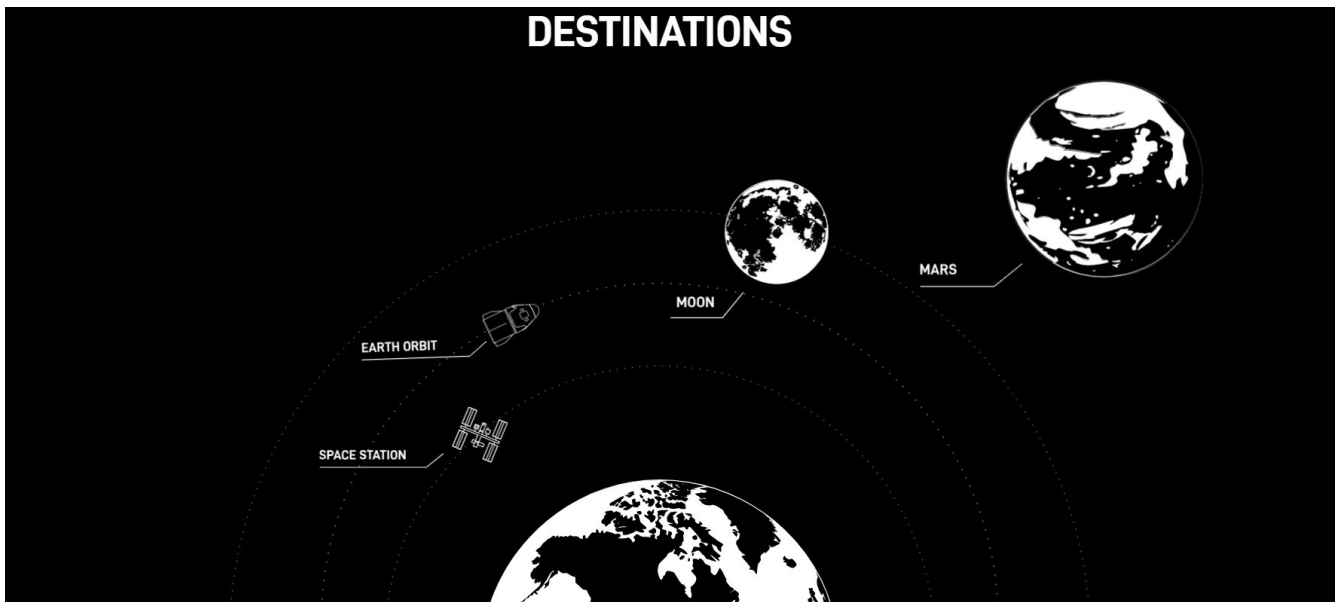 DESTINATIONS
MARS
MOON
EARTH ORBIT
SPACE STATION